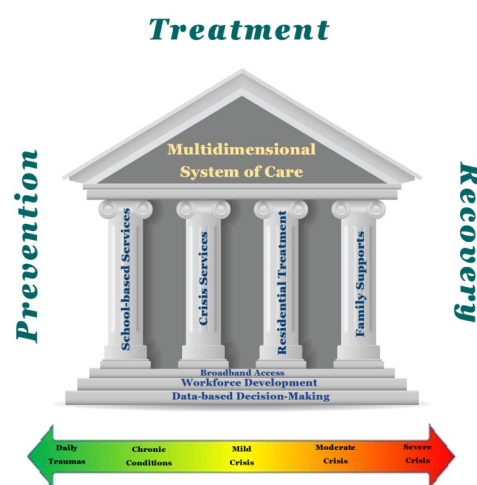 Treatment
Prevention
Recovery
Multidimensional
System of Care
School-based Services
Crisis Services
Residential Treatment
Family Supports
Broadband Access
Workforce Development
Data-based Decision-Making
Daily
Traumas
Chronic
Conditions
Mild
Crisis
Moderate
Crisis
Severe
Crisis